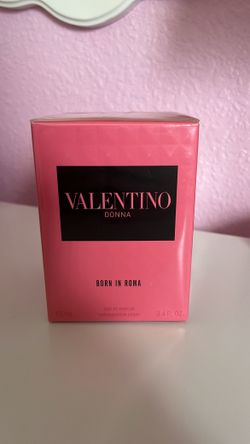 VALENTINO
DONNA
BORN IN ROMA
EAU DE PARFUM
3.4 FL. OZ.